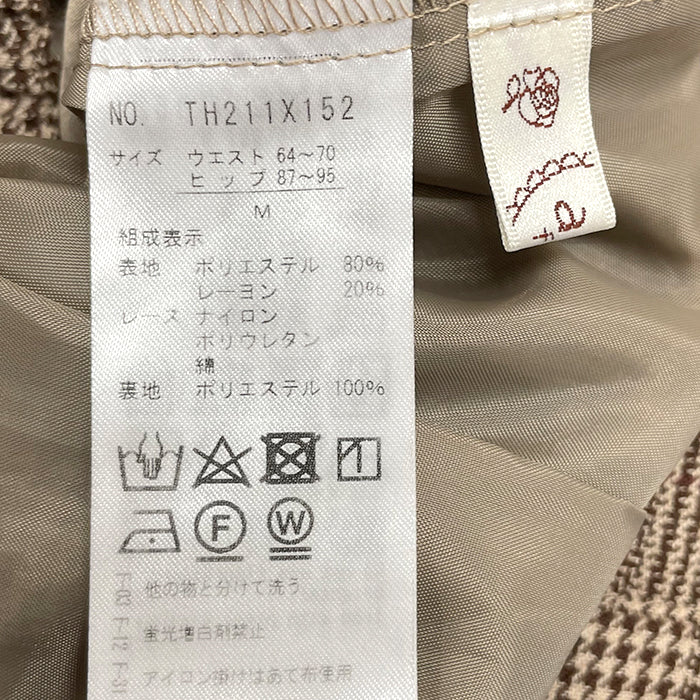 NO. TH211X152
サイズ ウエスト 64～70
ヒップ 87～95
M
組成表示
表地 ポリエステル 80%
レーヨン 20%
レース ナイロン
ポリウレタン
綿
裏地 ポリエステル 100%
F
W
F-03 他の物と分けて洗う
F-12 蛍光増白剤禁止
F-31 アイロン掛けはあて布使用
a